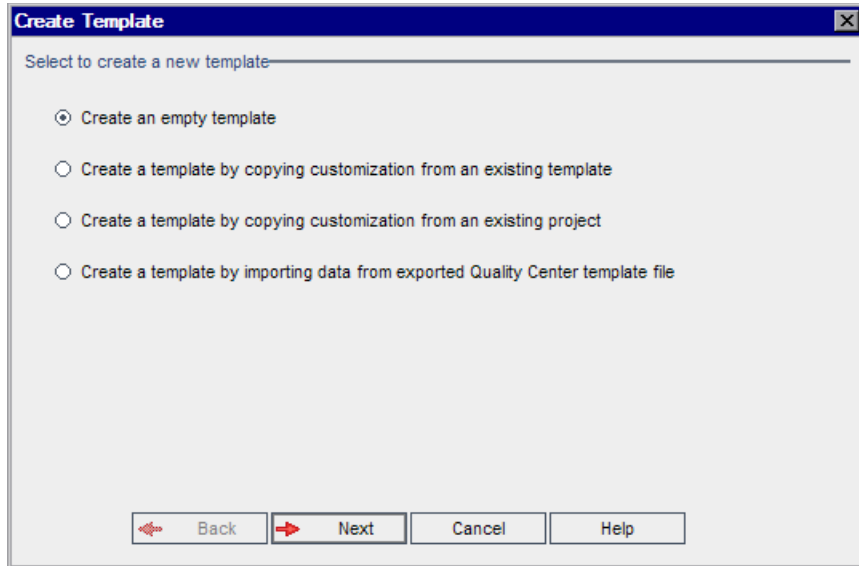 Create Template
Select to create a new template
Create an empty template
Create a template by copying customization from an existing template
Create a template by copying customization from an existing project
Create a template by importing data from exported Quality Center template file
Back Next Cancel Help